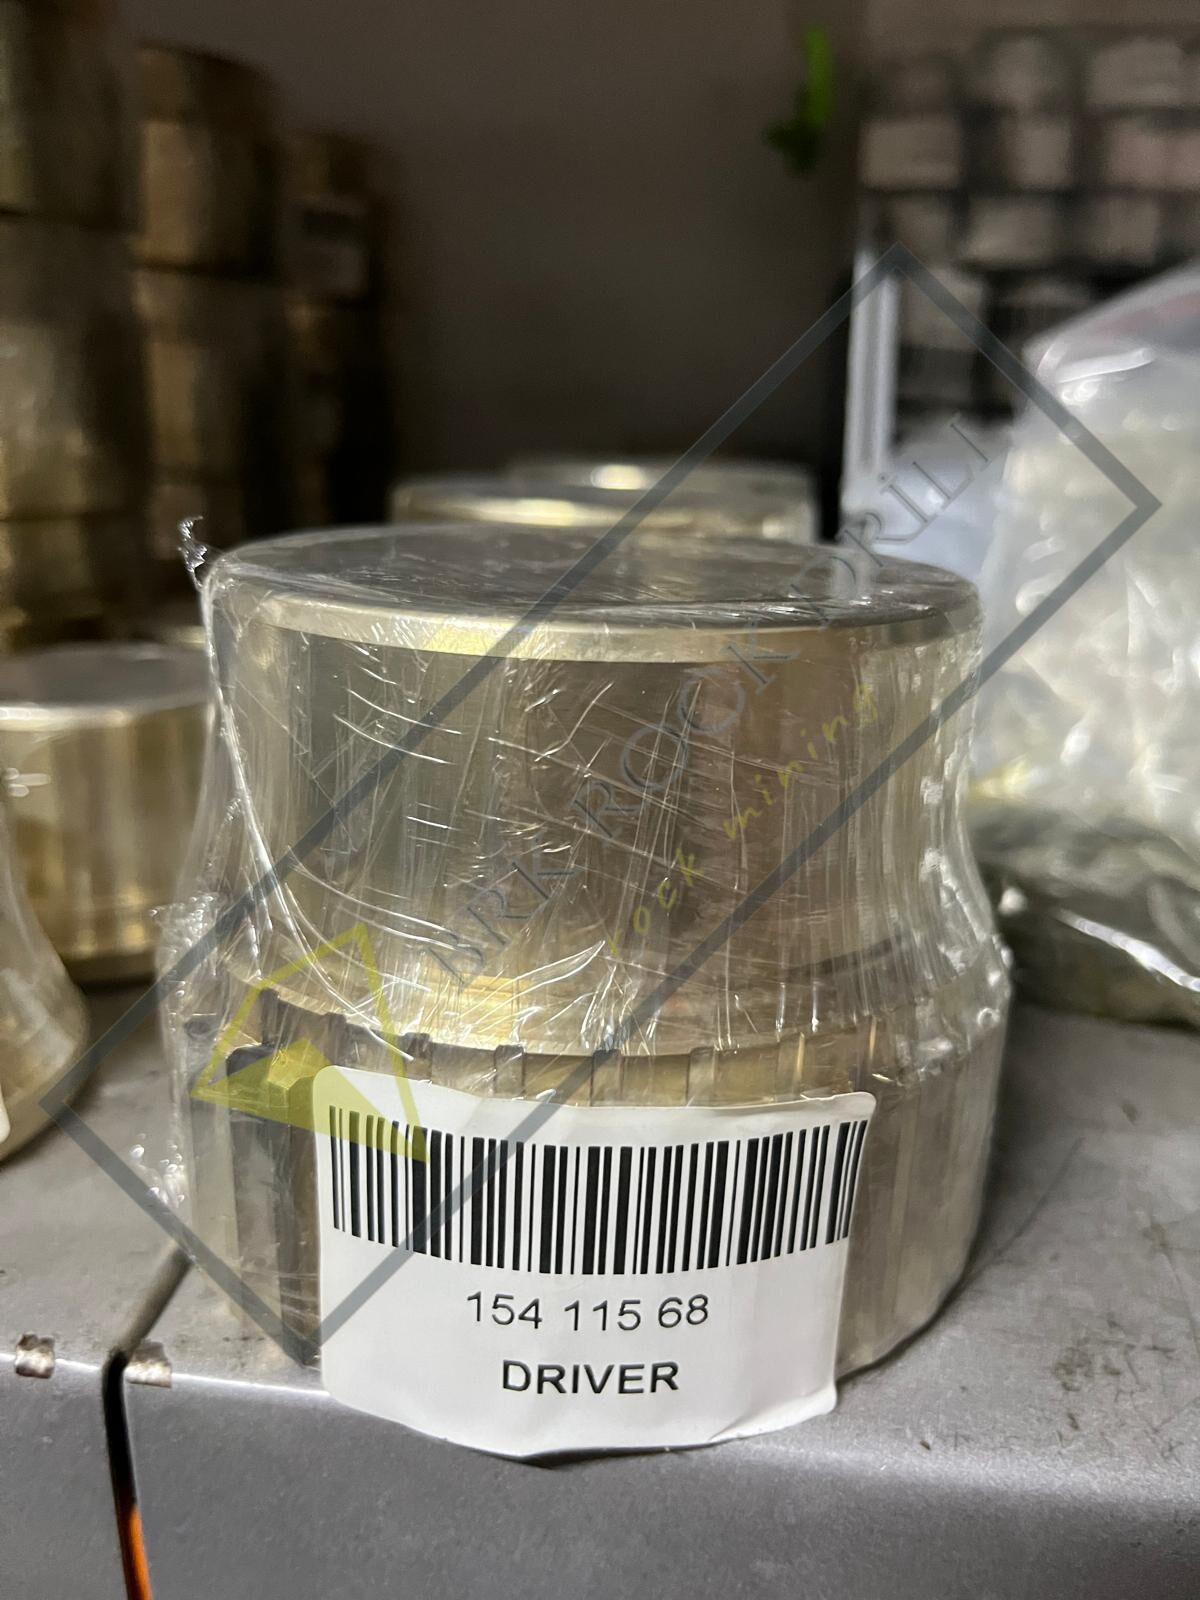 BRK ROCK DRİLL
rock mining
154 115 68
DRIVER